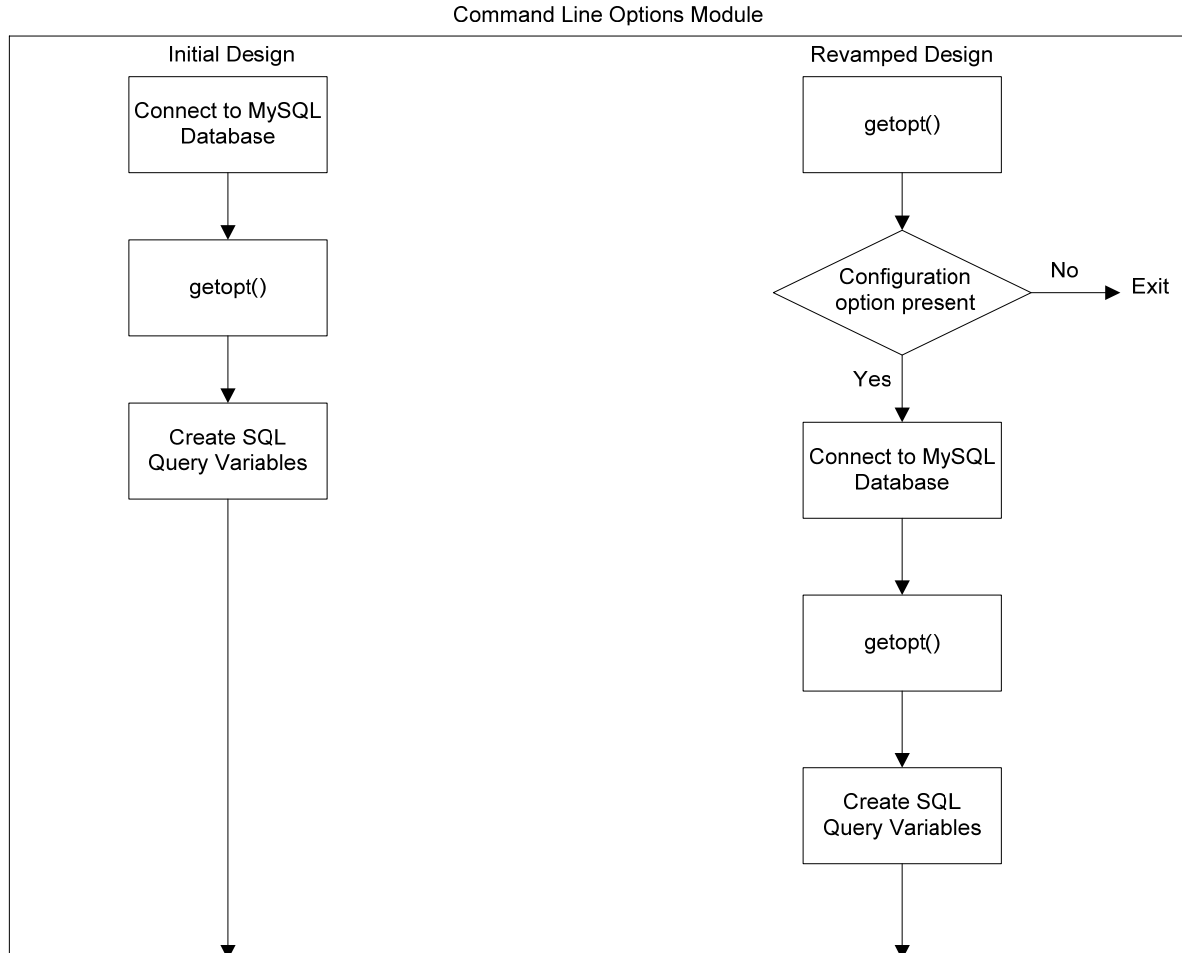 Command Line Options Module
Initial Design
Connect to MySQL
Database
getopt()
Create SQL
Query Variables
Revamped Design
getopt()
Configuration
option present
No
Exit
Yes
Connect to MySQL
Database
getopt()
Create SQL
Query Variables